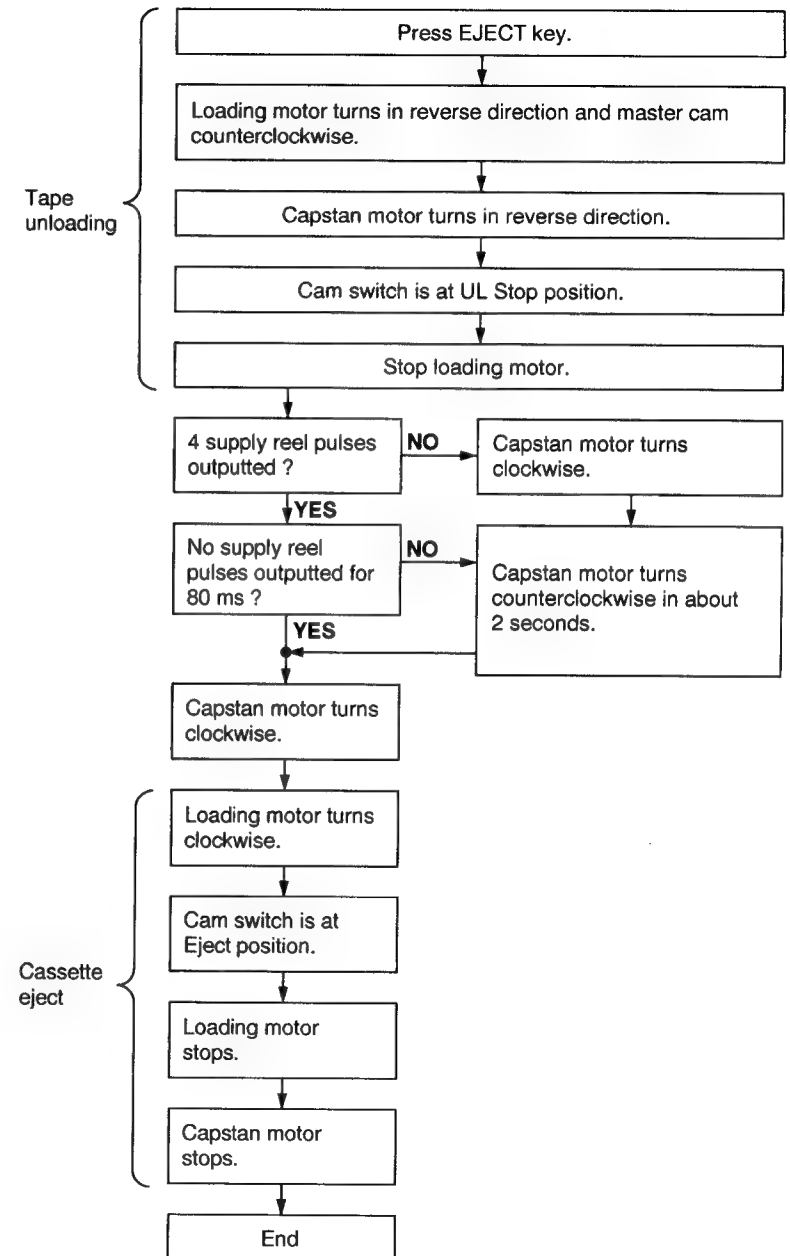 Press EJECT key.
Loading motor turns in reverse direction and master cam
counterclockwise.
Tape
unloading
Capstan motor turns in reverse direction.
Cam switch is at UL Stop position.
Stop loading motor.
4 supply reel pulses
outputted ?
NO
Capstan motor turns
clockwise.
YES
No supply reel
pulses outputted for
80 ms ?
NO
Capstan motor turns
counterclockwise in about
2 seconds.
YES
Capstan motor turns
clockwise.
Loading motor turns
clockwise.
Cam switch is at
Eject position.
Cassette
eject
Loading motor
stops.
Capstan motor
stops.
End